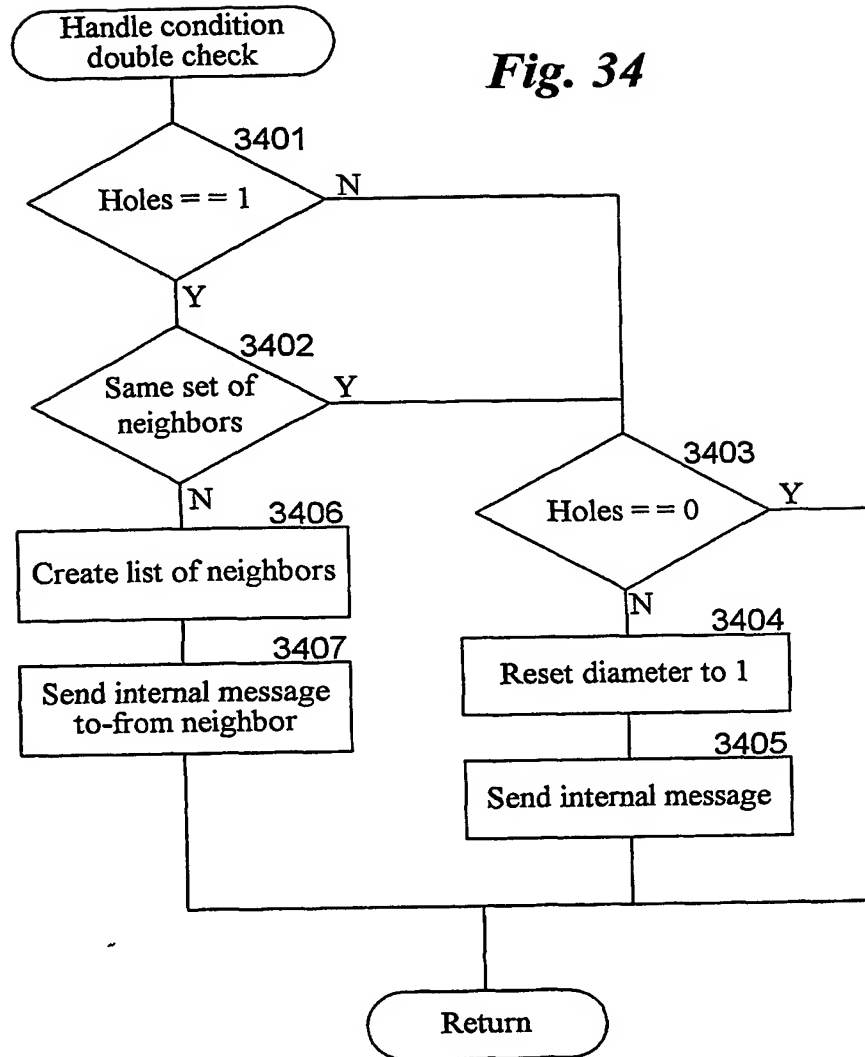 Handle condition
double check
Fig. 34
3401
Holes = = 1
N
Y
3402
Same set of
neighbors
Y
N
3403
Holes = = 0
Y
N
3406
Create list of neighbors
3407
Send internal message
to-from neighbor
3404
Reset diameter to 1
3405
Send internal message
Return